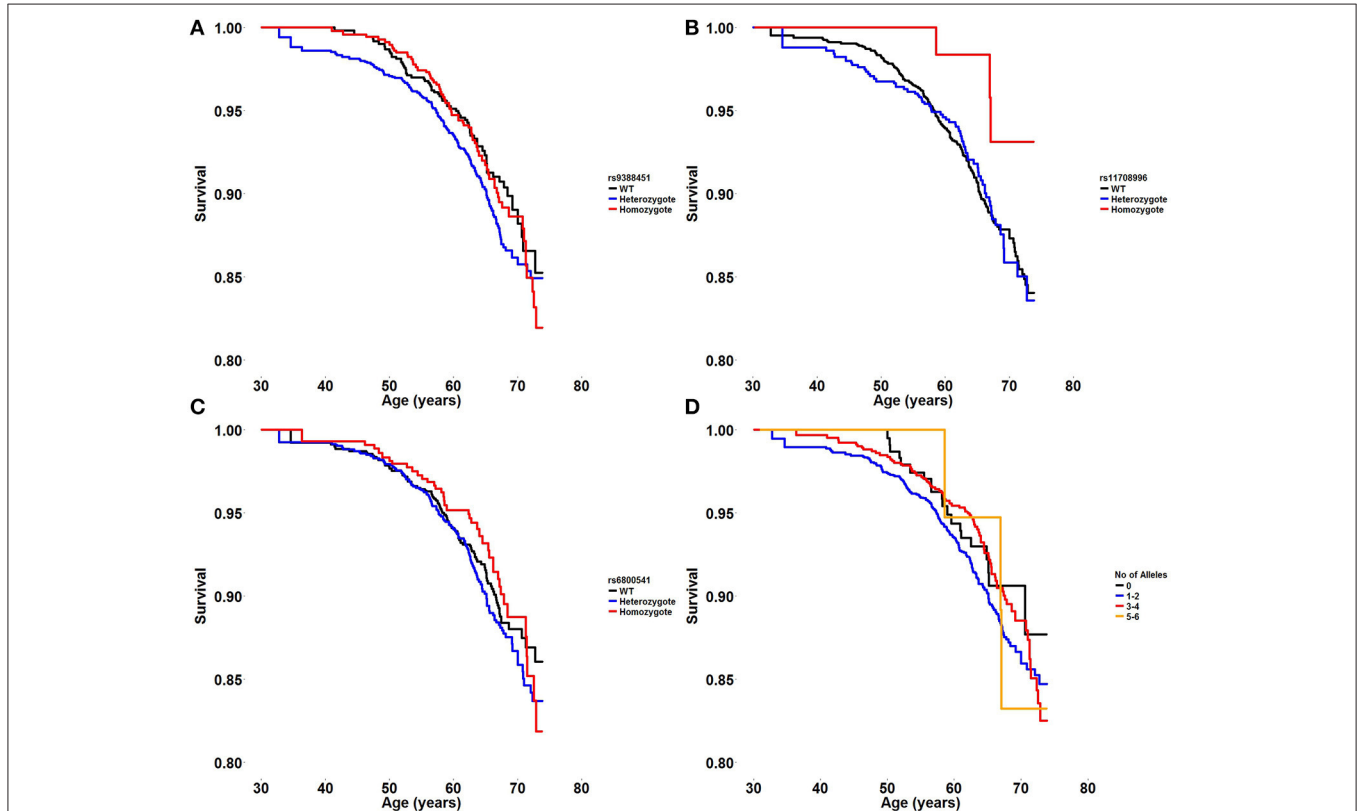 A
1.00
0.95
0.90
0.85
0.80
Survival
30 40 50 60 70 80
Age (years)
rs9388451
WT
Heterozygote
Homozygote
B
1.00
0.95
0.90
0.85
0.80
Survival
30 40 50 60 70 80
Age (years)
rs11708996
WT
Heterozygote
Homozygote
C
1.00
0.95
0.90
0.85
0.80
Survival
30 40 50 60 70 80
Age (years)
rs6800541
WT
Heterozygote
Homozygote
D
1.00
0.95
0.90
0.85
0.80
Survival
30 40 50 60 70 80
Age (years)
No of Alleles
0
1-2
3-4
5-6